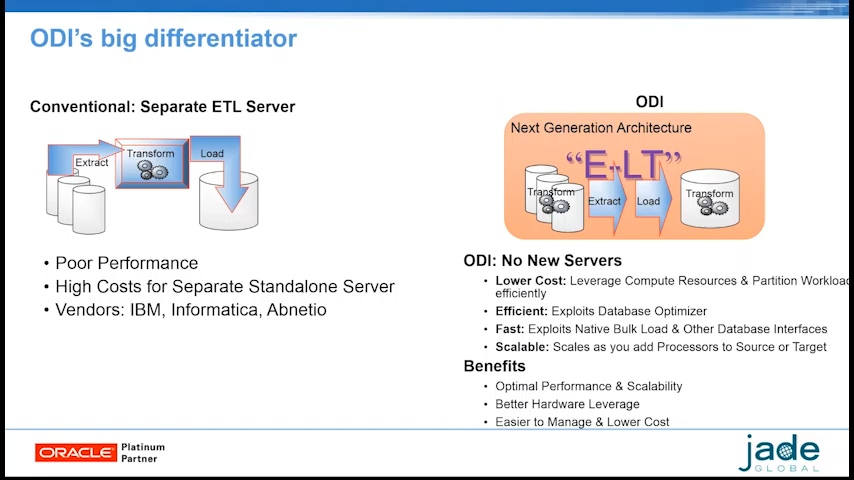 ODI's big differentiator
Conventional: Separate ETL Server
Extract
Transform
Load
• Poor Performance
• High Costs for Separate Standalone Server
• Vendors: IBM, Informatica, Abnetio
ODI
Next Generation Architecture
“E-LT”
Transform
Extract
Load
Transform
ODI: No New Servers
• Lower Cost: Leverage Compute Resources & Partition Workload
efficiently
• Efficient: Exploits Database Optimizer
• Fast: Exploits Native Bulk Load & Other Database Interfaces
• Scalable: Scales as you add Processors to Source or Target
Benefits
• Optimal Performance & Scalability
• Better Hardware Leverage
• Easier to Manage & Lower Cost
ORACLE
Platinum
Partner
jade
GLOBAL